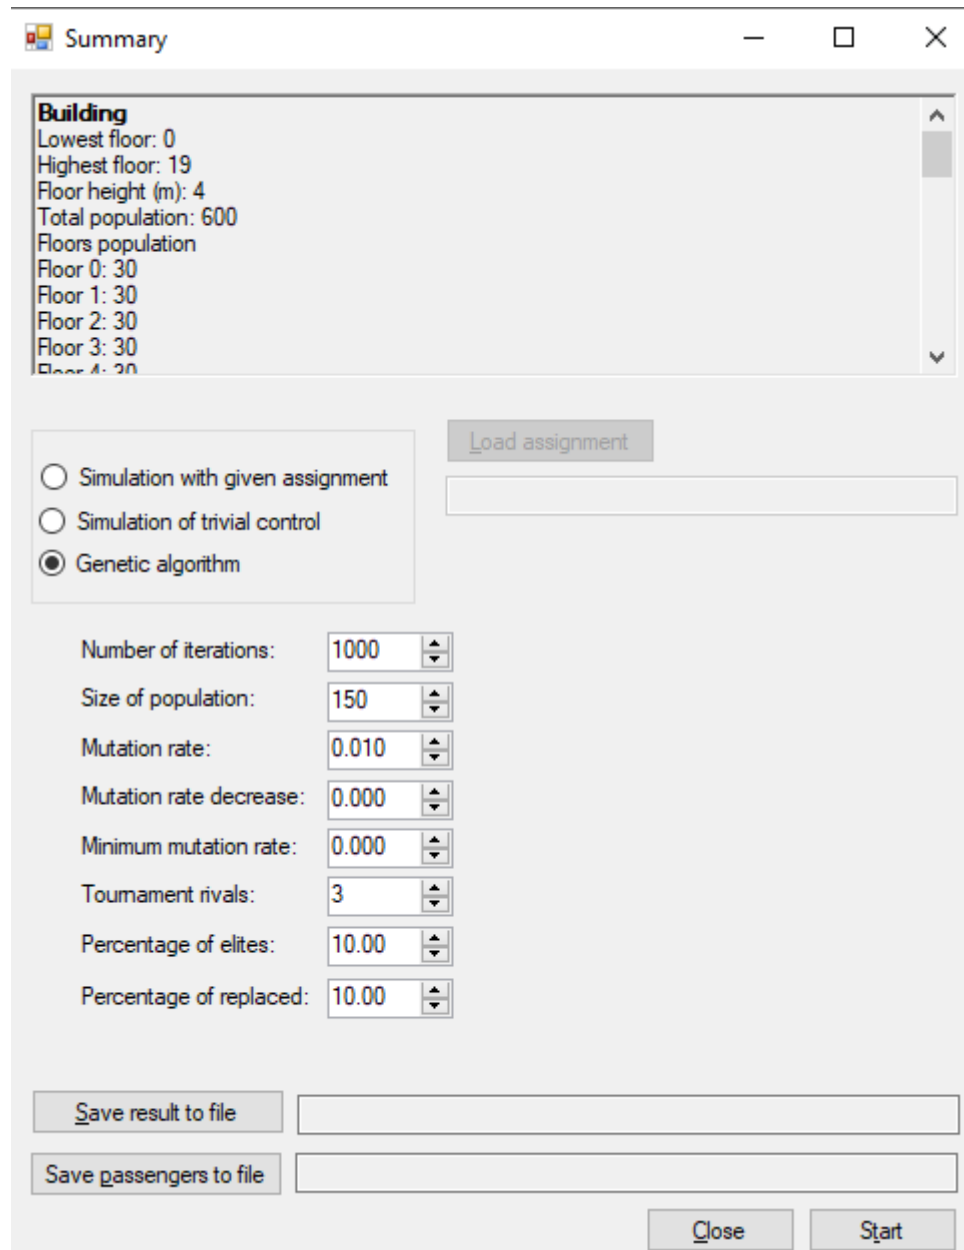 Summary
Building
Lowest floor: 0
Highest floor: 19
Floor height (m): 4
Total population: 600
Floors population
Floor 0: 30
Floor 1: 30
Floor 2: 30
Floor 3: 30
Floor 4: 30
Load assignment
Simulation with given assignment
Simulation of trivial control
Genetic algorithm
Number of iterations: 1000
Size of population: 150
Mutation rate: 0.010
Mutation rate decrease: 0.000
Minimum mutation rate: 0.000
Tournament rivals: 3
Percentage of elites: 10.00
Percentage of replaced: 10.00
Save result to file
Save passengers to file
Close Start